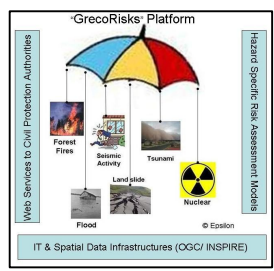 "GrecoRisks" Platform
Web Services to Civil Protection Authorities
Hazard Specific Risk Assessment Models
Forest
Fires
Seismic
Activity
Tsunami
Land slide
Nuclear
Flood
© Epsilon
IT & Spatial Data Infrastructures (OGC/ INSPIRE)